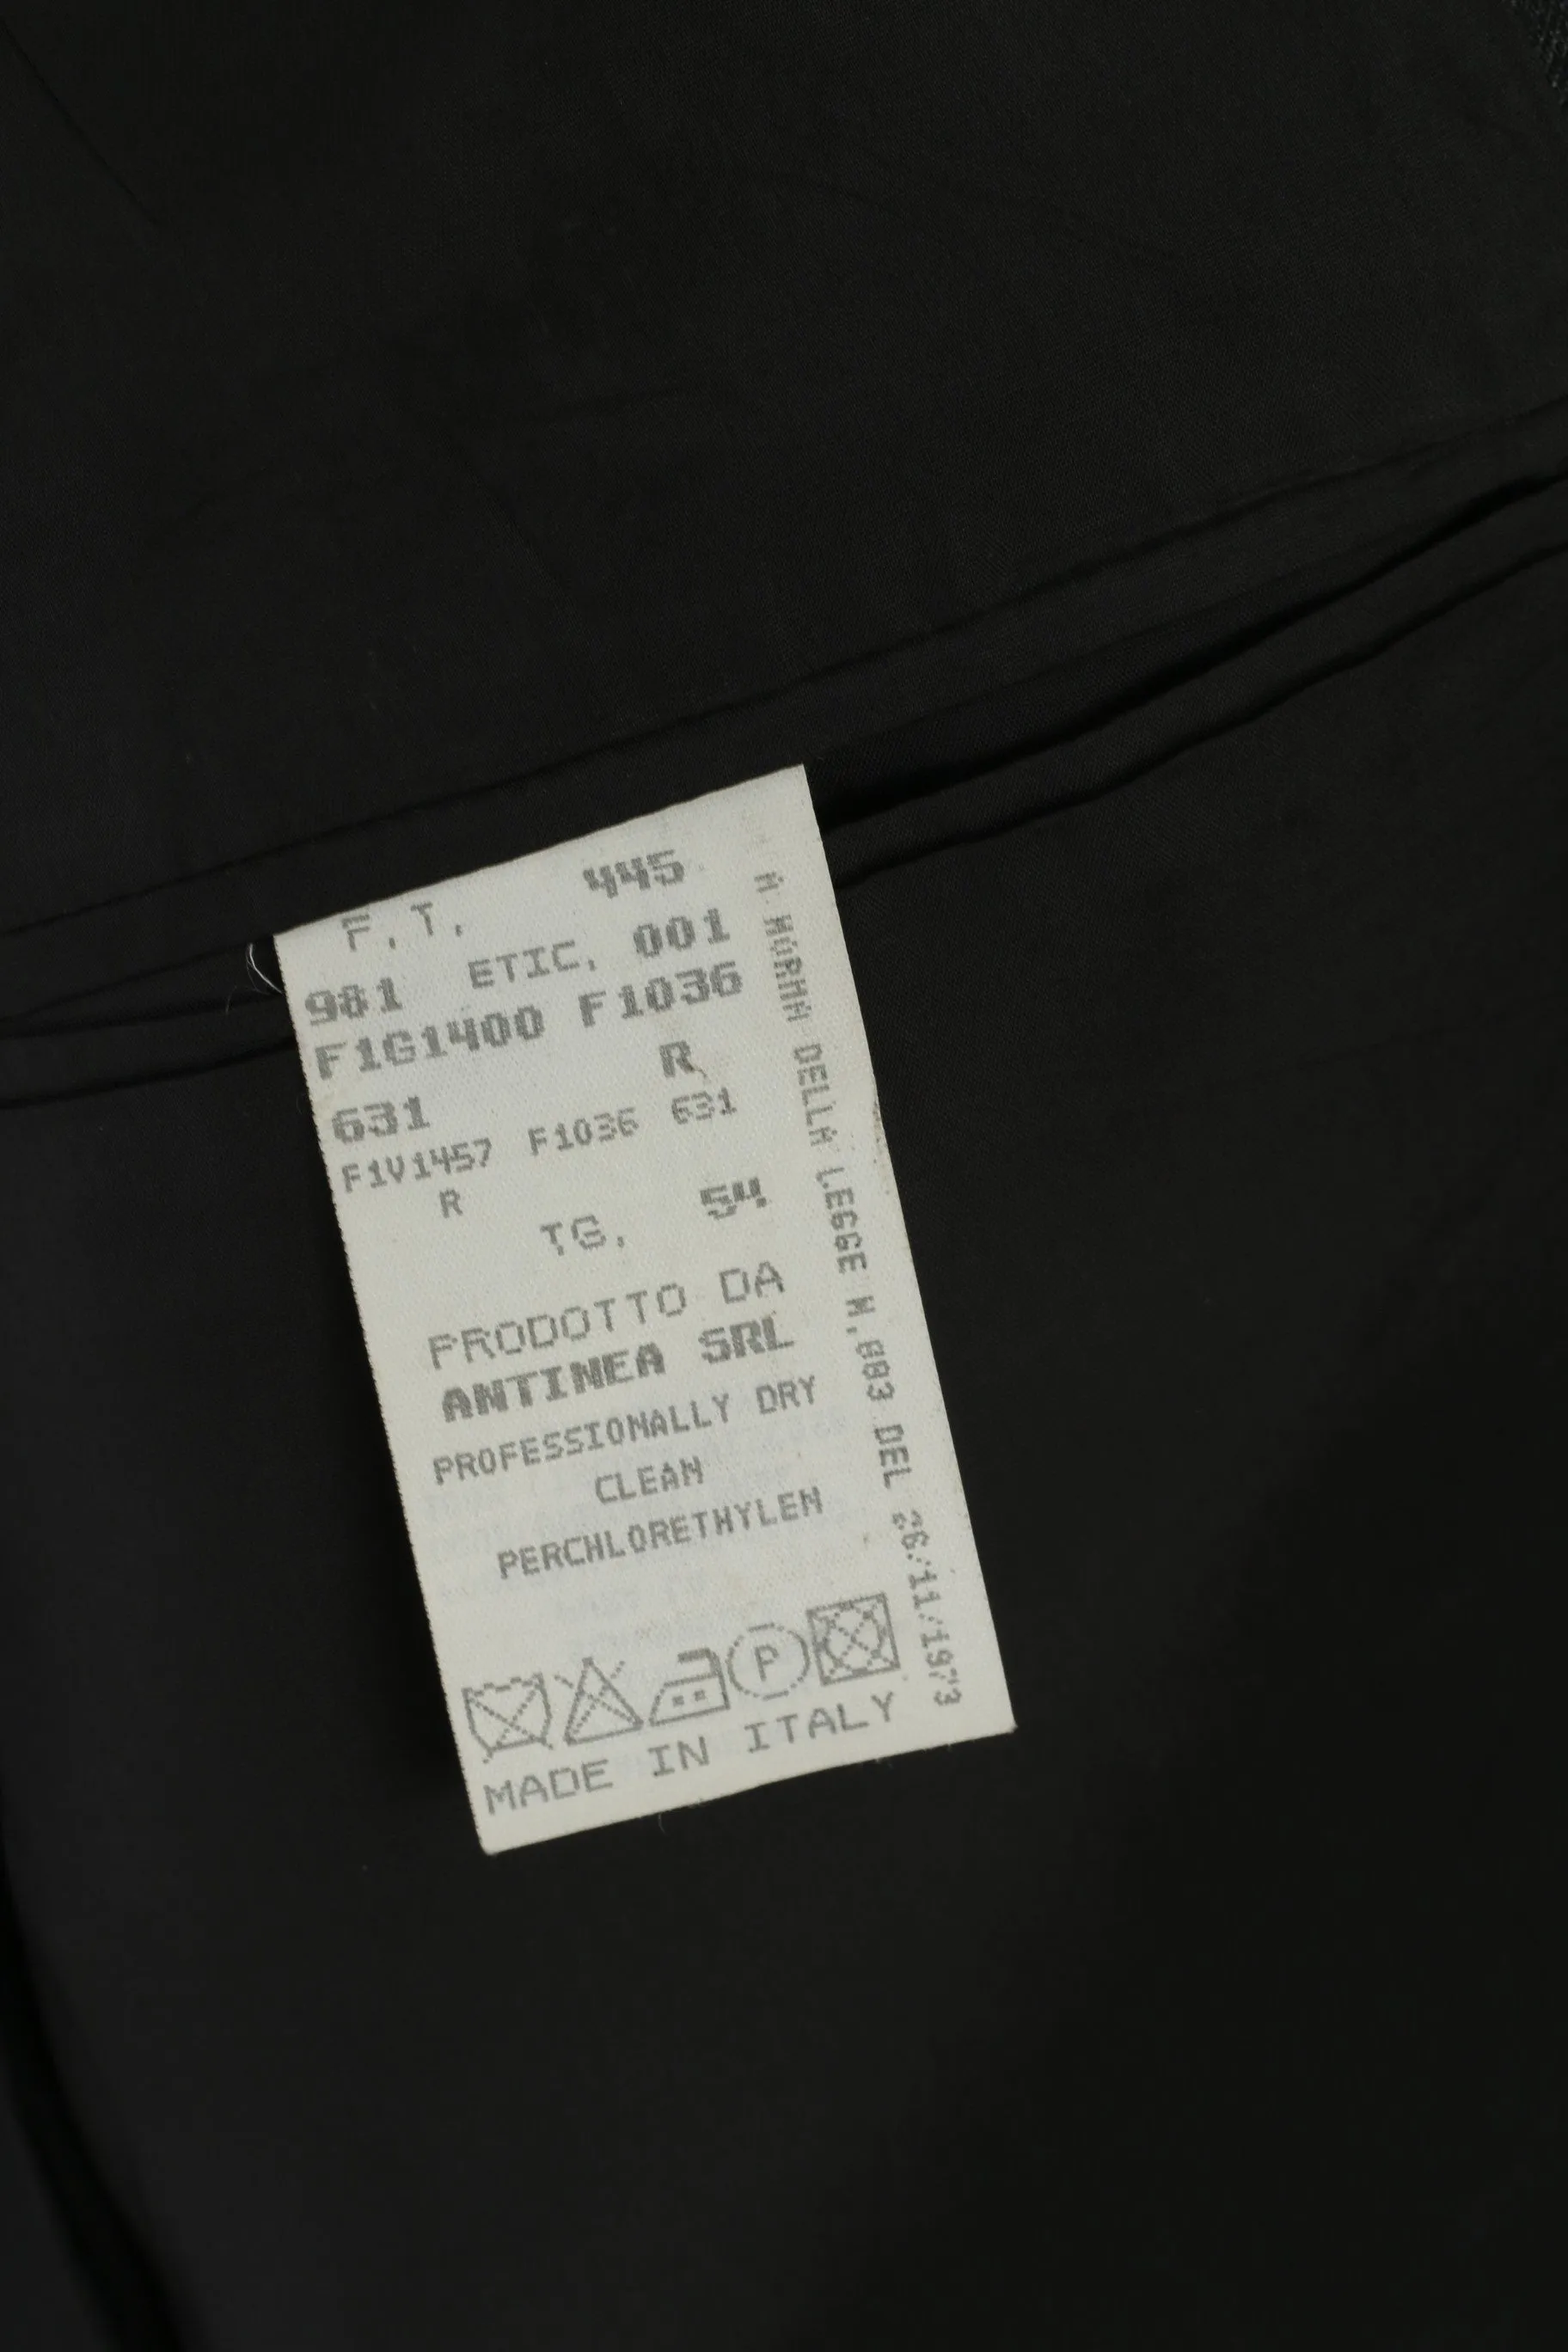 F.T. 445
981 ETIC. 001
F1G1400 F1036
631 R
F1V1457 F1036 631
R
TG. 54
PRODOTTO DA
ANTINEA SRL
PROFESSIONALLY DRY
CLEAN
PERCHLORETHYLEN
P
MADE IN ITALY
A NORMA DELLA LEGGE N.883 DEL 26/11/1973